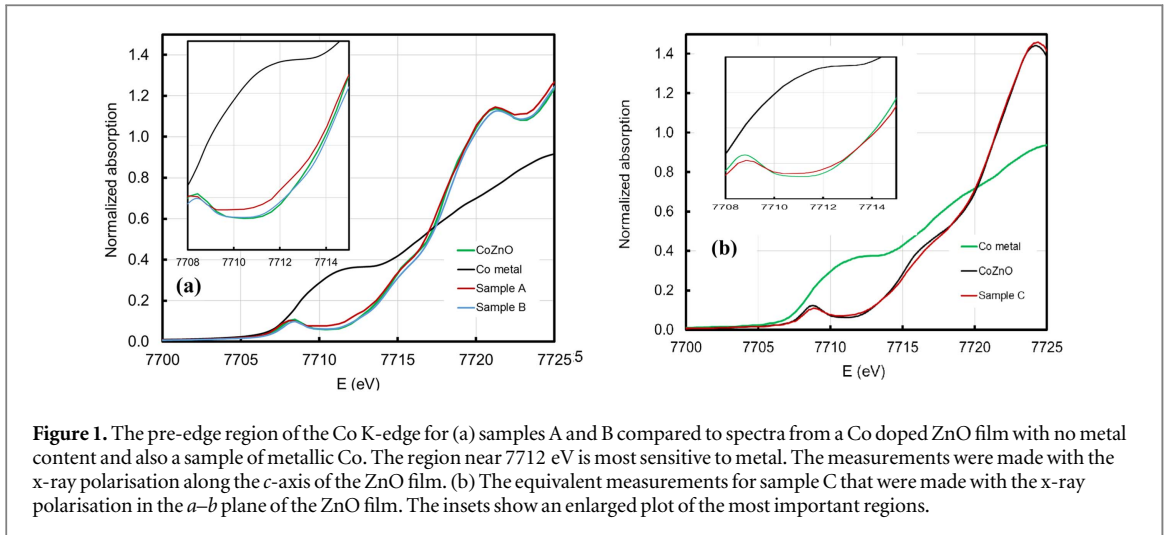 1.4
1.2
1.0
0.8
0.6
0.4
0.2
0.0
Normalized absorption
7708 7710 7712 7714
(a)
CoZnO
Co metal
Sample A
Sample B
7700 7705 7710 7715 7720 7725 5
E (eV)
1.4
1.2
1.0
0.8
0.6
0.4
0.2
0.0
Normalized absorption
7708 7710 7712 7714
(b)
Co metal
CoZnO
Sample C
7700 7705 7710 7715 7720 7725
E (eV)
Figure 1. The pre-edge region of the Co K-edge for (a) samples A and B compared to spectra from a Co doped ZnO film with no metal
content and also a sample of metallic Co. The region near 7712 eV is most sensitive to metal. The measurements were made with the
x-ray polarisation along the c-axis of the ZnO film. (b) The equivalent measurements for sample C that were made with the x-ray
polarisation in the a–b plane of the ZnO film. The insets show an enlarged plot of the most important regions.